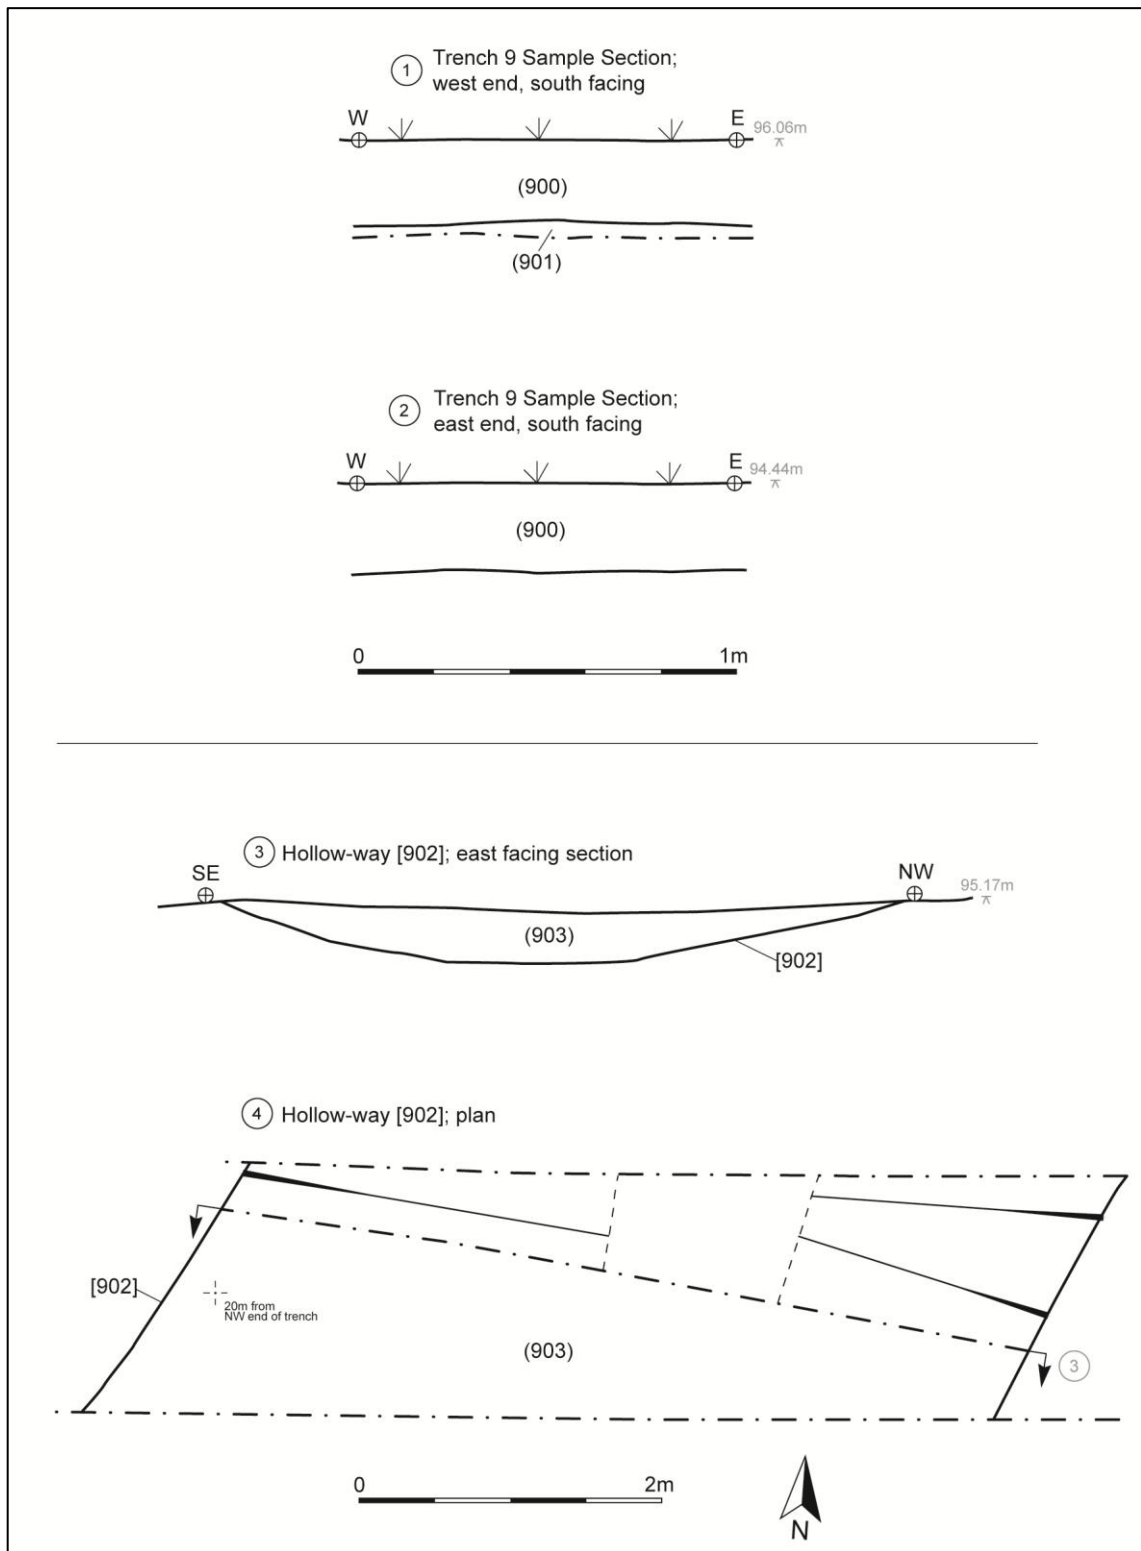 1 Trench 9 Sample Section;
west end, south facing
W E 96.06m
(900)
(901)
2 Trench 9 Sample Section;
east end, south facing
W E 94.44m
(900)
0 1m
3 Hollow-way [902]; east facing section
SE NW 95.17m
(903)
[902]
4 Hollow-way [902]; plan
[902]
20m from
NW end of trench
(903)
3
0 2m
N